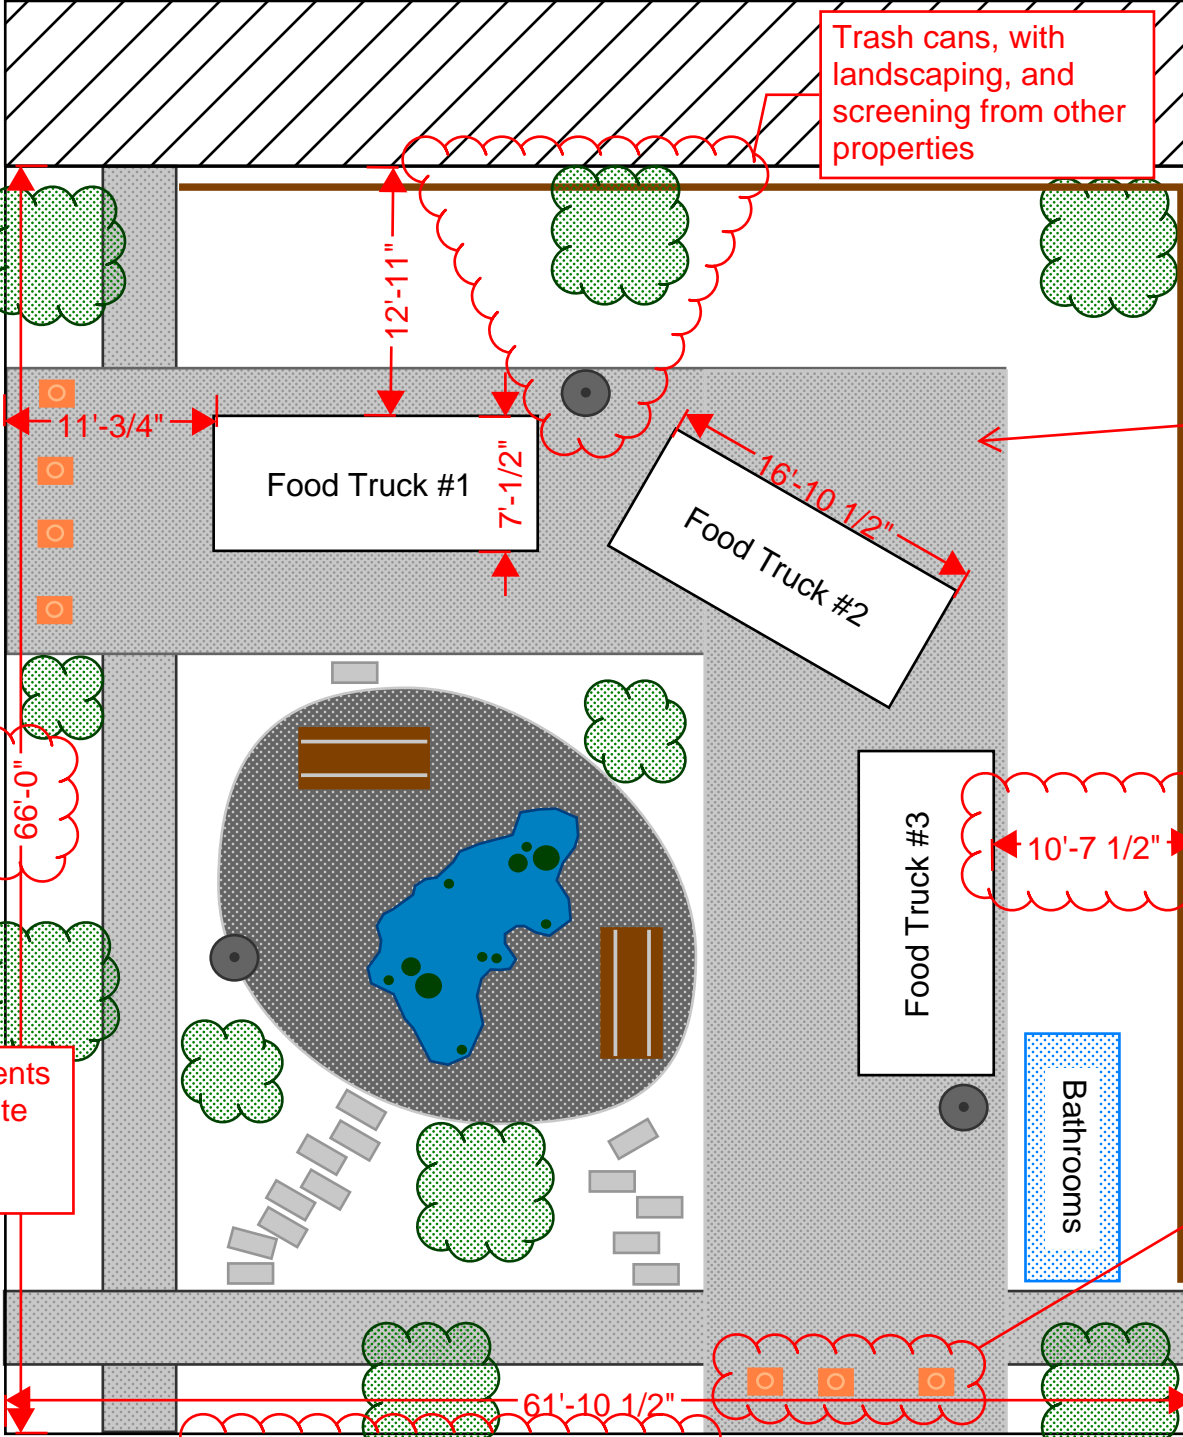 Trash cans, with
landscaping, and
screening from other
properties
12'-11"
11'-3/4"
Food Truck #1
7'-1/2"
16'-10 1/2"
Food Truck #2
66'-0"
Food Truck #3
10'-7 1/2"
ents
te
Bathrooms
61'-10 1/2"